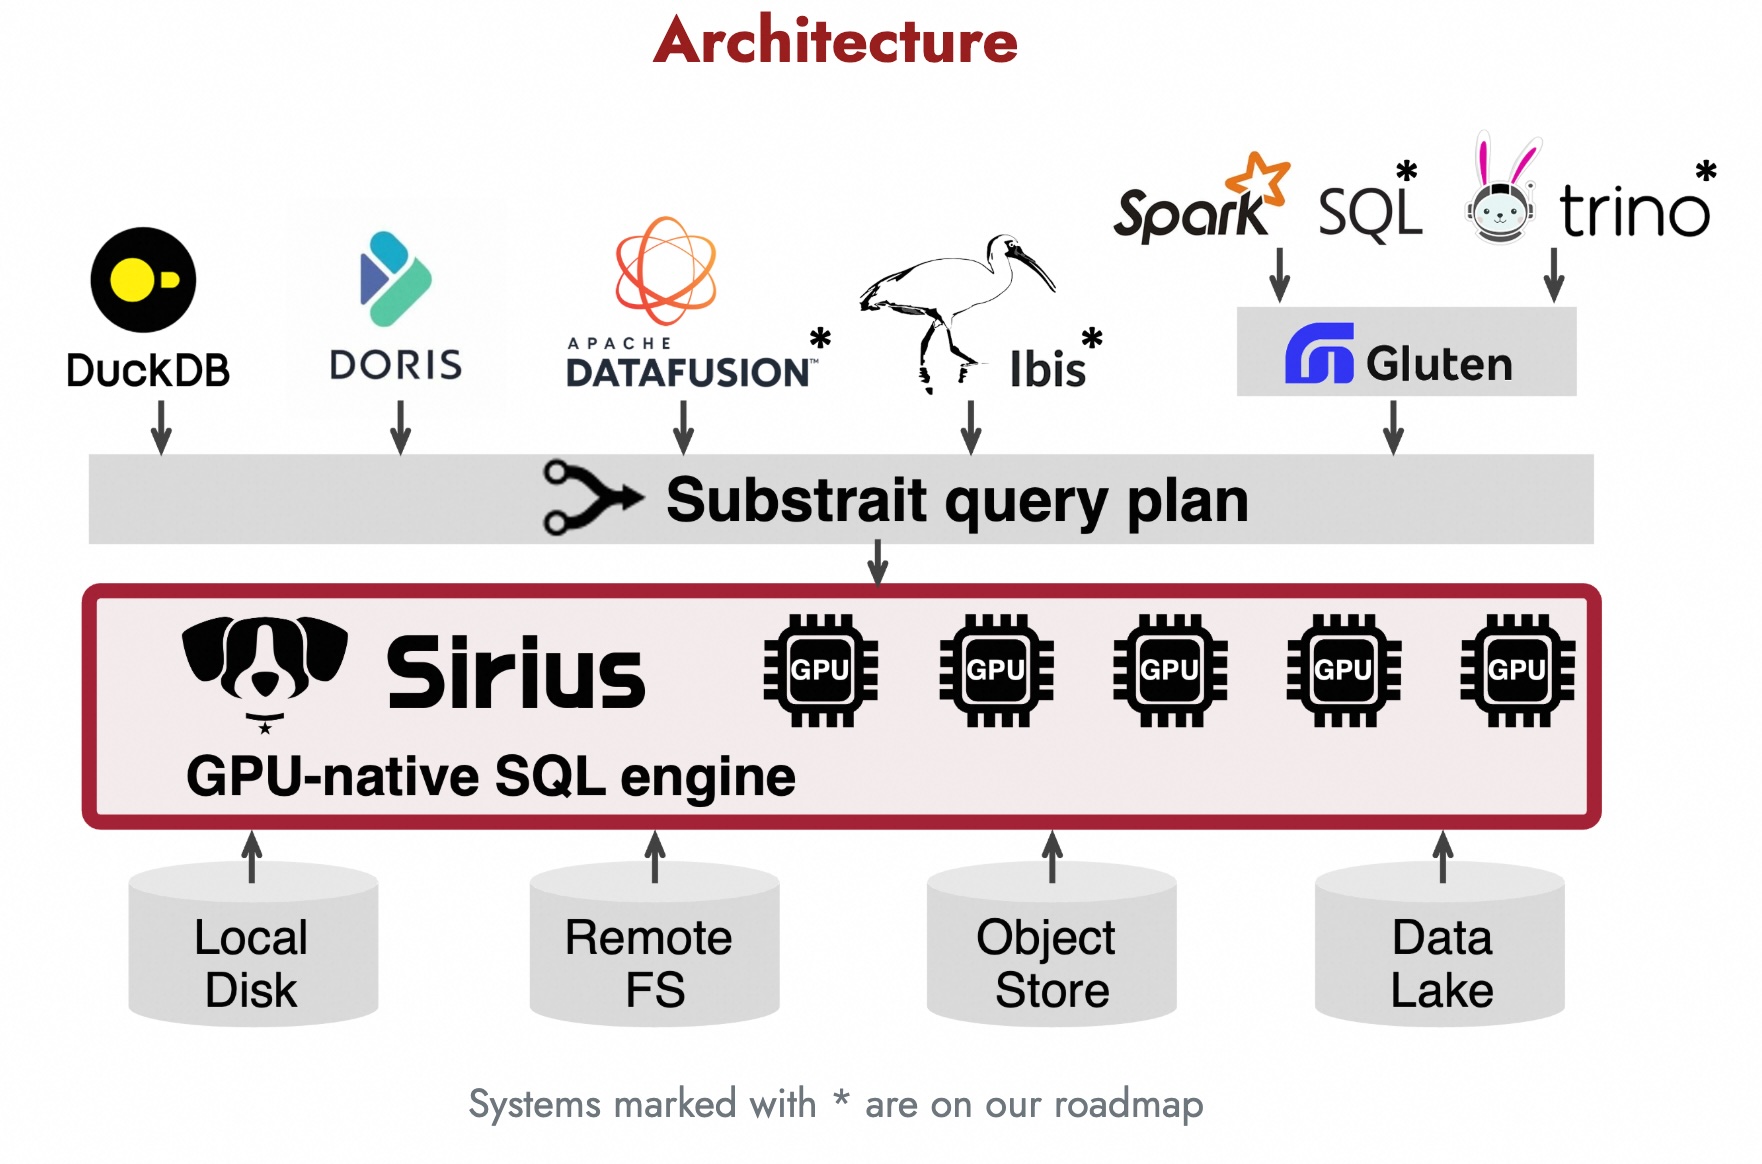 Architecture
Spark SQL*
trino*
DuckDB
DORIS
APACHE
DATAFUSION™*
Ibis*
Gluten
Substrait query plan
Sirius
GPU
GPU
GPU
GPU
GPU
GPU-native SQL engine
Local
Disk
Remote
FS
Object
Store
Data
Lake
Systems marked with * are on our roadmap